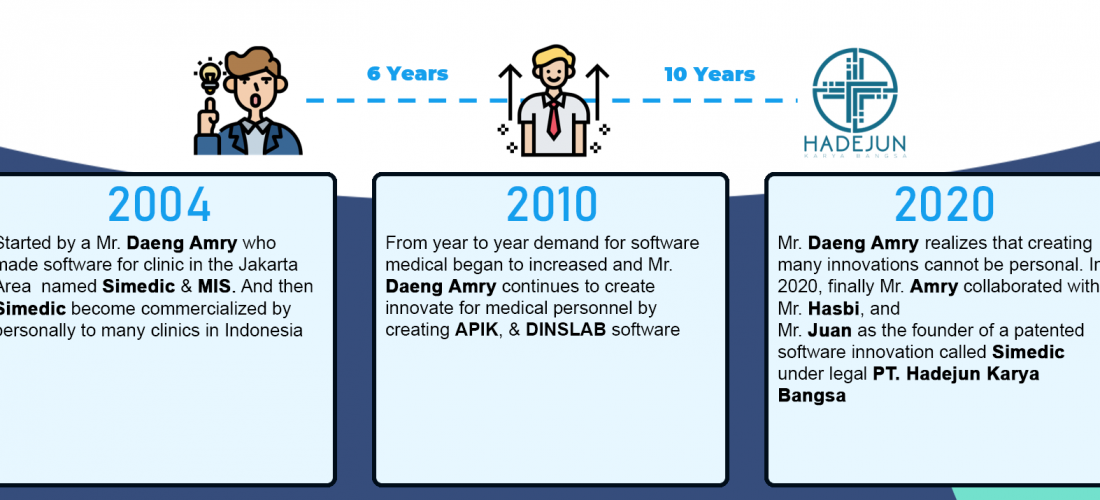 6 Years
10 Years
HADEJUN
KARYA BANGSA
2004
Started by a Mr. Daeng Amry who
made software for clinic in the Jakarta
Area named Simedic & MIS. And then
Simedic become commercialized by
personally to many clinics in Indonesia
2010
From year to year demand for software
medical began to increased and Mr.
Daeng Amry continues to create
innovate for medical personnel by
creating APIK, & DINSLAB software
2020
Mr. Daeng Amry realizes that creating
many innovations cannot be personal. In
2020, finally Mr. Amry collaborated with
Mr. Hasbi, and
Mr. Juan as the founder of a patented
software innovation called Simedic
under legal PT. Hadejun Karya
Bangsa